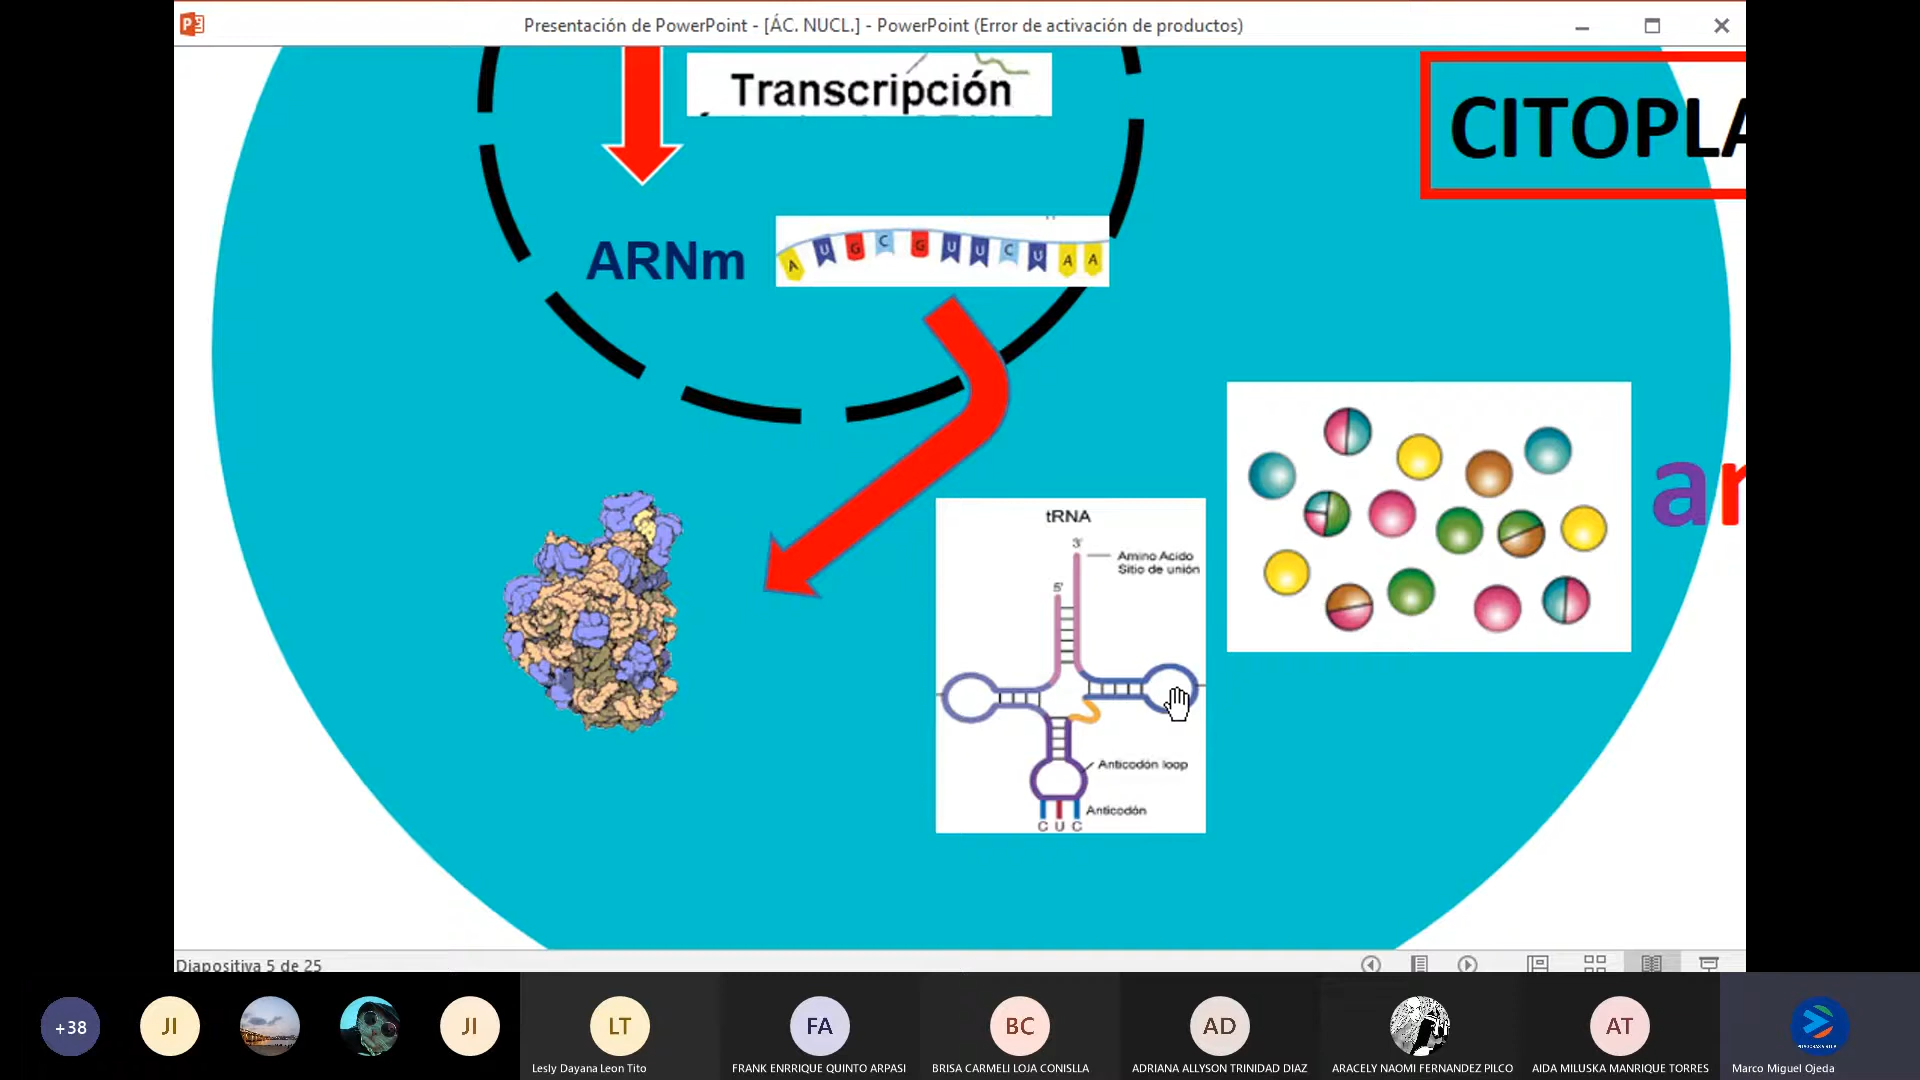 Presentación de PowerPoint - [ÁC. NUCL.] - PowerPoint (Error de activación de productos)
Transcripción
CITOPLA
ARNm
A U G C G U U C U A A
a
tRNA
3'
Amino Acido
Sitio de unión
5'
Anticodón loop
Anticodón
C U C
Diapositiva 5 de 25
+38
JI
JI
LT
FA
BC
AD
AT
Lesly Dayana Leon Tito
FRANK ENRRIQUE QUINTO ARPASI
BRISA CARMELI LOJA CONISLLA
ADRIANA ALLYSON TRINIDAD DIAZ
ARACELY NAOMI FERNANDEZ PILCO
AIDA MILUSKA MANRIQUE TORRES
Marco Miguel Ojeda